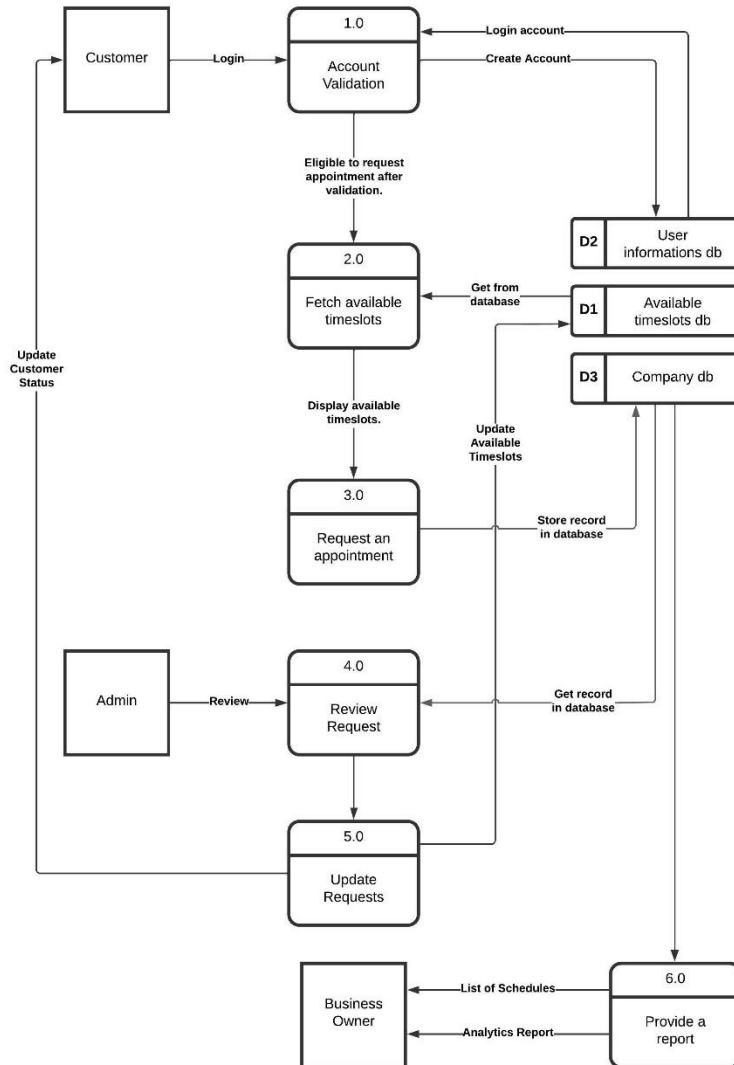 1.0
Customer
Login
Account
Validation
Login account
Create Account
Eligible to request
appointment after
validation.
D2
User
informations db
2.0
Fetch available
timeslots
Get from
database
D1
Available
timeslots db
D3
Company db
Update
Customer
Status
Display available
timeslots.
Update
Available
Timeslots
3.0
Request an
appointment
Store record
in database
4.0
Admin
Review
Review
Request
Get record
in database
5.0
Update
Requests
6.0
List of Schedules
Business
Owner
Provide a
report
Analytics Report